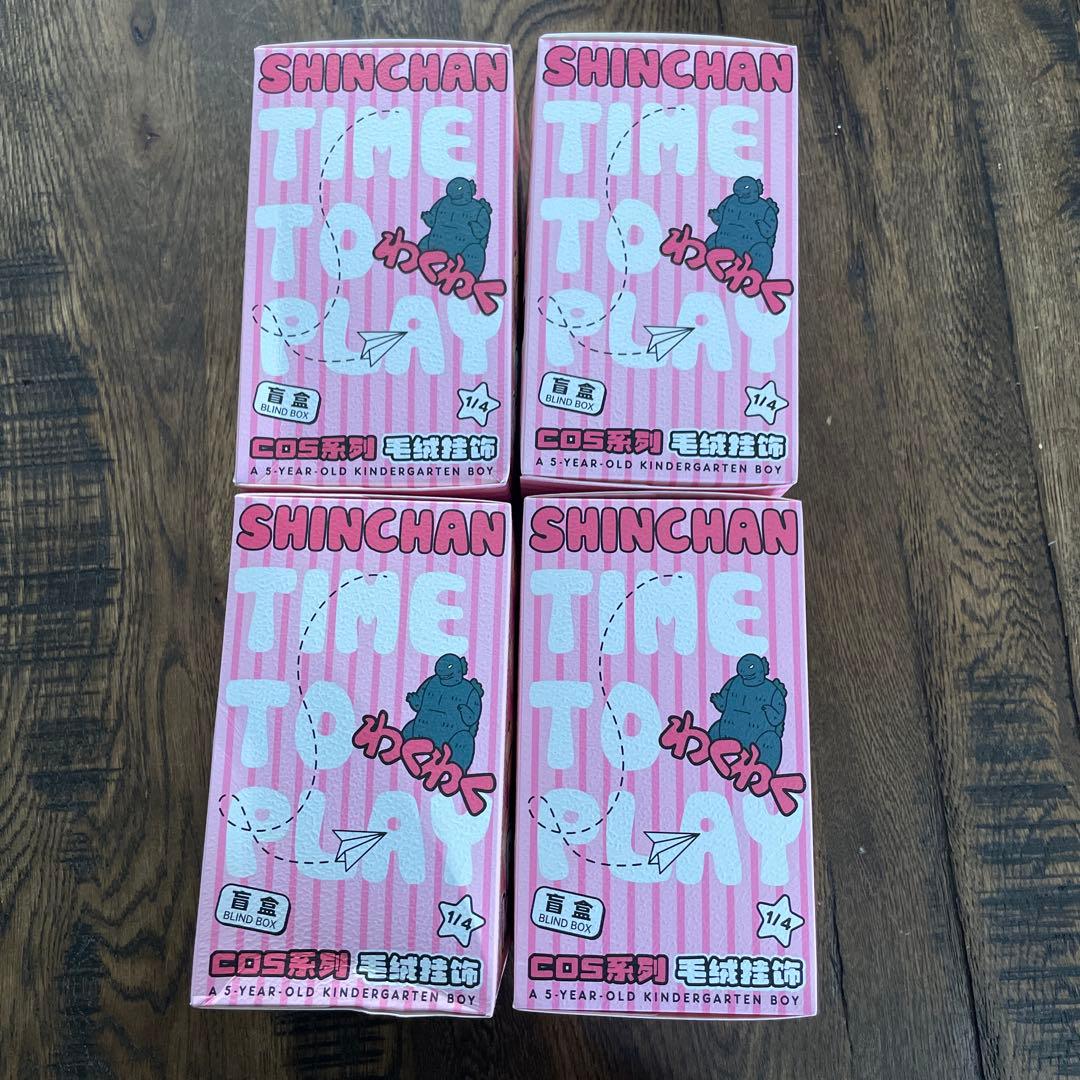 SHINCHAN
TIME
TO
わくわく
PLAY
盲盒
BLIND BOX
1/4
COS系列 毛绒挂饰
A 5-YEAR-OLD KINDERGARTEN BOY
SHINCHAN
TIME
TO
わくわく
PLAY
盲盒
BLIND BOX
1/4
COS系列 毛绒挂饰
A 5-YEAR-OLD KINDERGARTEN BOY
SHINCHAN
TIME
TO
わくわく
PLAY
盲盒
BLIND BOX
1/4
COS系列 毛绒挂饰
A 5-YEAR-OLD KINDERGARTEN BOY
SHINCHAN
TIME
TO
わくわく
PLAY
盲盒
BLIND BOX
1/4
COS系列 毛绒挂饰
A 5-YEAR-OLD KINDERGARTEN BOY